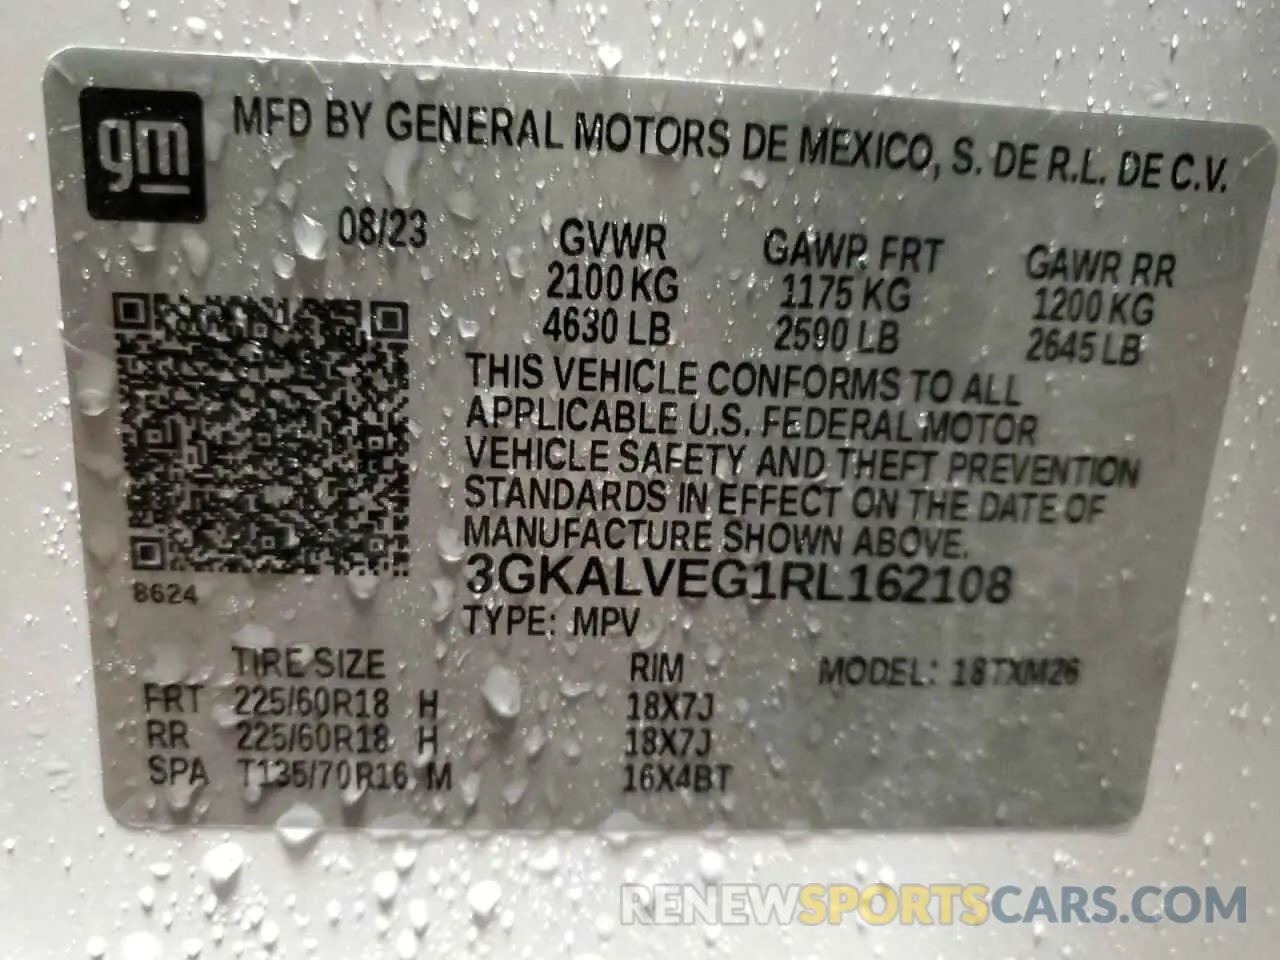 gm
MFD BY GENERAL MOTORS DE MEXICO, S. DE R.L. DE C.V.
08/23
GVWR GAWR FRT GAWR RR
2100 KG 1175 KG 1200 KG
4630 LB 2590 LB 2645 LB
THIS VEHICLE CONFORMS TO ALL
APPLICABLE U.S. FEDERAL MOTOR
VEHICLE SAFETY AND THEFT PREVENTION
STANDARDS IN EFFECT ON THE DATE OF
MANUFACTURE SHOWN ABOVE.
3GKALVEG1RL162108
8624
TYPE: MPV
TIRE SIZE RIM MODEL: 18TXM26
FRT 225/60R18 H 18X7J
RR 225/60R18 H 18X7J
SPA T135/70R16 M 16X4BT
RENEWSPORTSCARS.COM